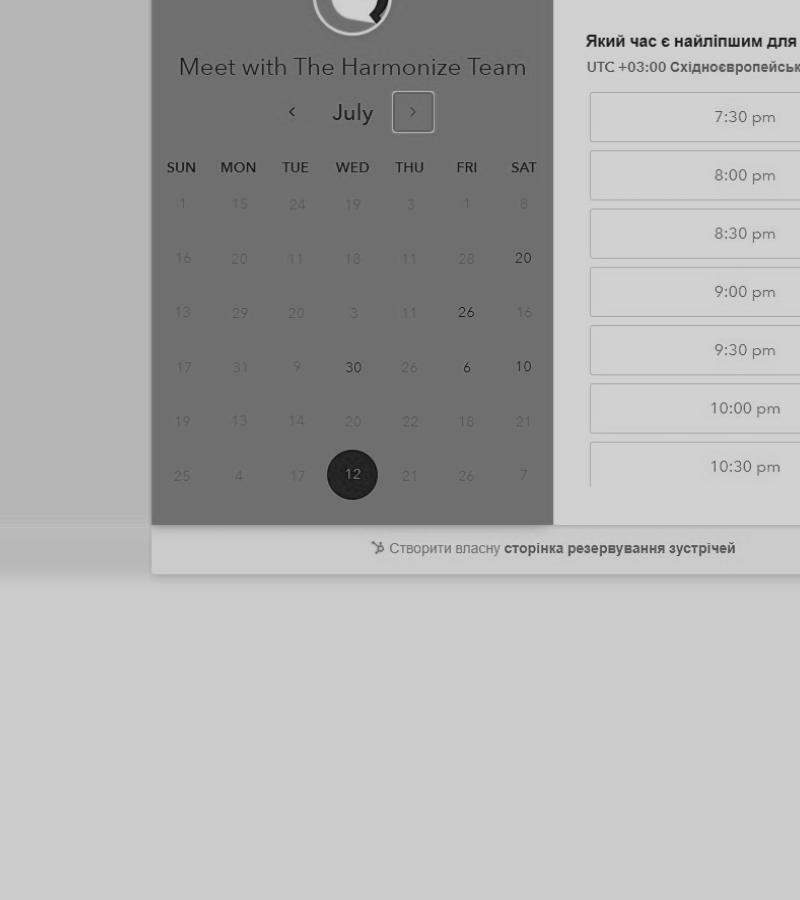 Meet with The Harmonize Team
July
SUN MON TUE WED THU FRI SAT
1 15 24 19 3 1 8
16 20 11 18 11 28 20
13 29 20 3 11 26 16
17 31 9 30 26 6 10
19 13 14 20 22 18 21
25 4 17 12 21 26 7
Який час є найліпшим для
UTC +03:00 Східноєвропейськ
7:30 pm
8:00 pm
8:30 pm
9:00 pm
9:30 pm
10:00 pm
10:30 pm
Створити власну сторінка резервування зустрічей